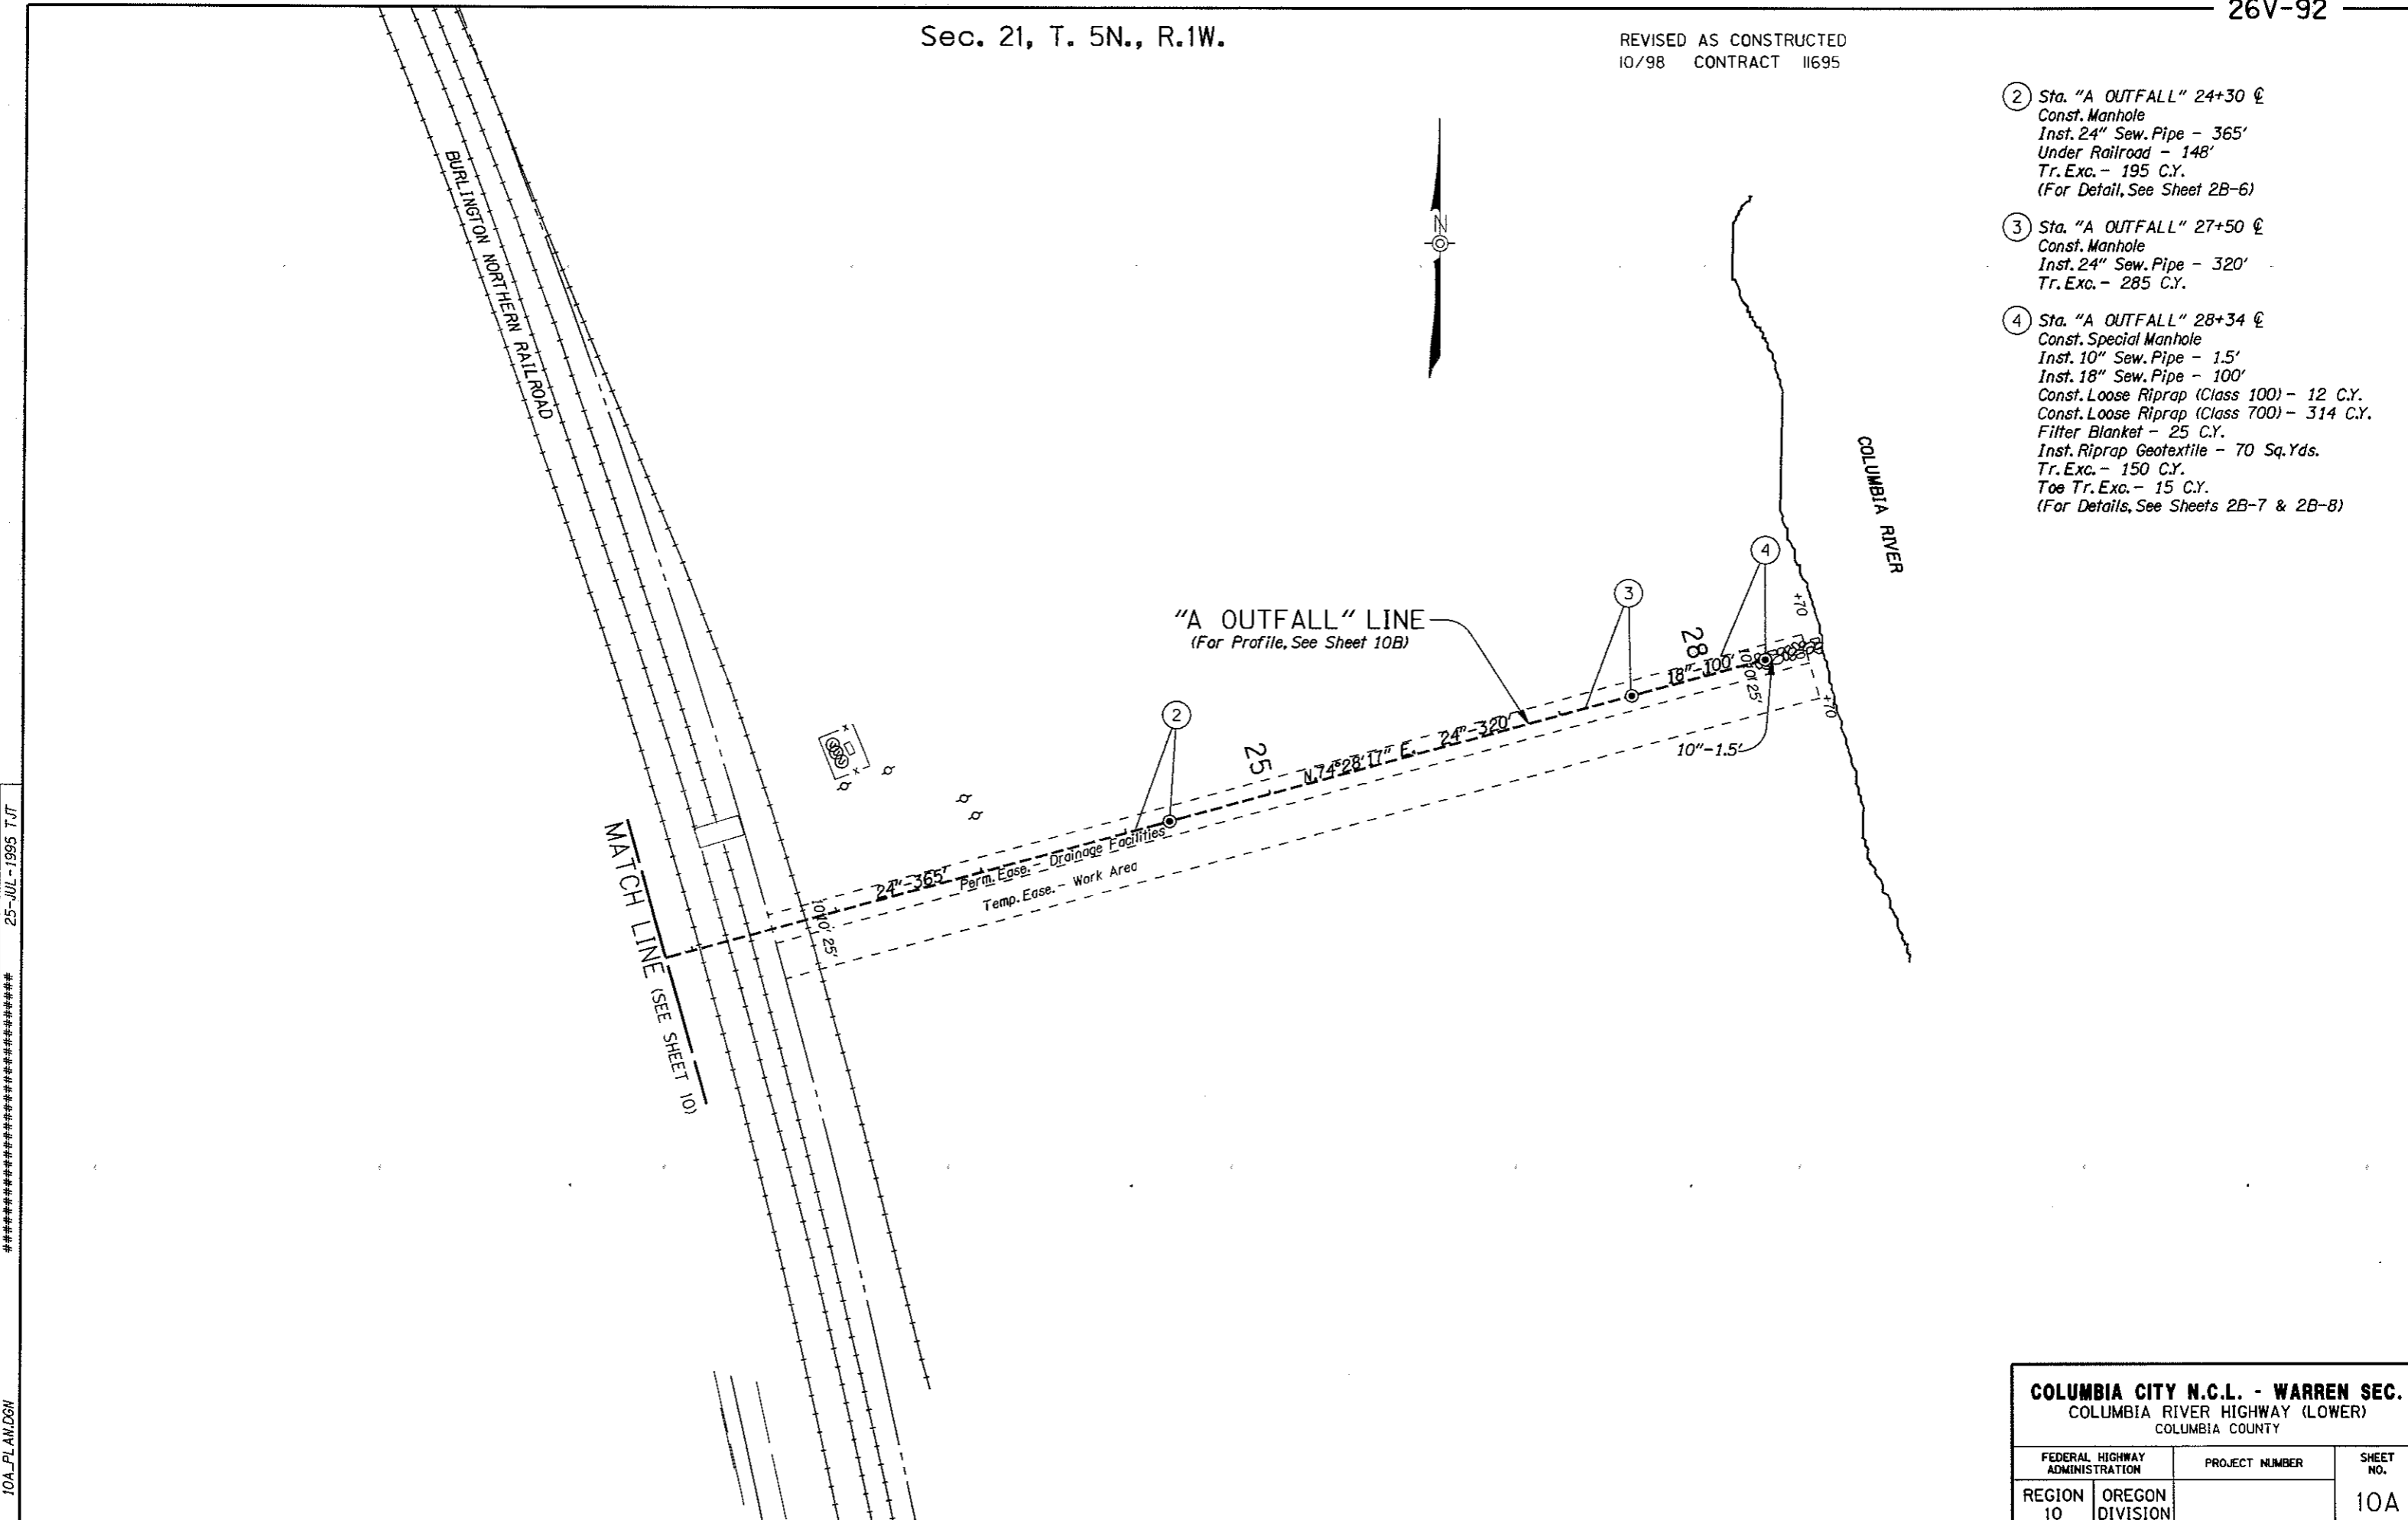 26V-92
Sec. 21, T. 5N., R.1W.
REVISED AS CONSTRUCTED
10/98 CONTRACT 11695
2 Sta. "A OUTFALL" 24+30 ℄
Const. Manhole
Inst. 24" Sew. Pipe - 365'
Under Railroad - 148'
Tr. Exc. - 195 C.Y.
(For Detail, See Sheet 2B-6)
3 Sta. "A OUTFALL" 27+50 ℄
Const. Manhole
Inst. 24" Sew. Pipe - 320'
Tr. Exc. - 285 C.Y.
4 Sta. "A OUTFALL" 28+34 ℄
Const. Special Manhole
Inst. 10" Sew. Pipe - 1.5'
Inst. 18" Sew. Pipe - 100'
Const. Loose Riprap (Class 100) - 12 C.Y.
Const. Loose Riprap (Class 700) - 314 C.Y.
Filter Blanket - 25 C.Y.
Inst. Riprap Geotextile - 70 Sq. Yds.
Tr. Exc. - 150 C.Y.
Toe Tr. Exc. - 15 C.Y.
(For Details, See Sheets 2B-7 & 2B-8)
BURLINGTON NORTHERN RAILROAD
N
COLUMBIA RIVER
"A OUTFALL" LINE
(For Profile, See Sheet 10B)
2
3
4
+70
28
18"-100'
10' 10' 25'
+70
10"-1.5'
25
N.74°28'17" E.
24"-320'
24"-365'
Perm. Ease. - Drainage Facilities
Temp. Ease. - Work Area
10' 10' 25'
MATCH LINE (SEE SHEET 10)
25-JUL-1995 TJT
10A_PLAN.DGN
COLUMBIA CITY N.C.L. - WARREN SEC.
COLUMBIA RIVER HIGHWAY (LOWER)
COLUMBIA COUNTY
FEDERAL HIGHWAY ADMINISTRATION
PROJECT NUMBER
SHEET NO.
REGION 10
OREGON DIVISION
10A